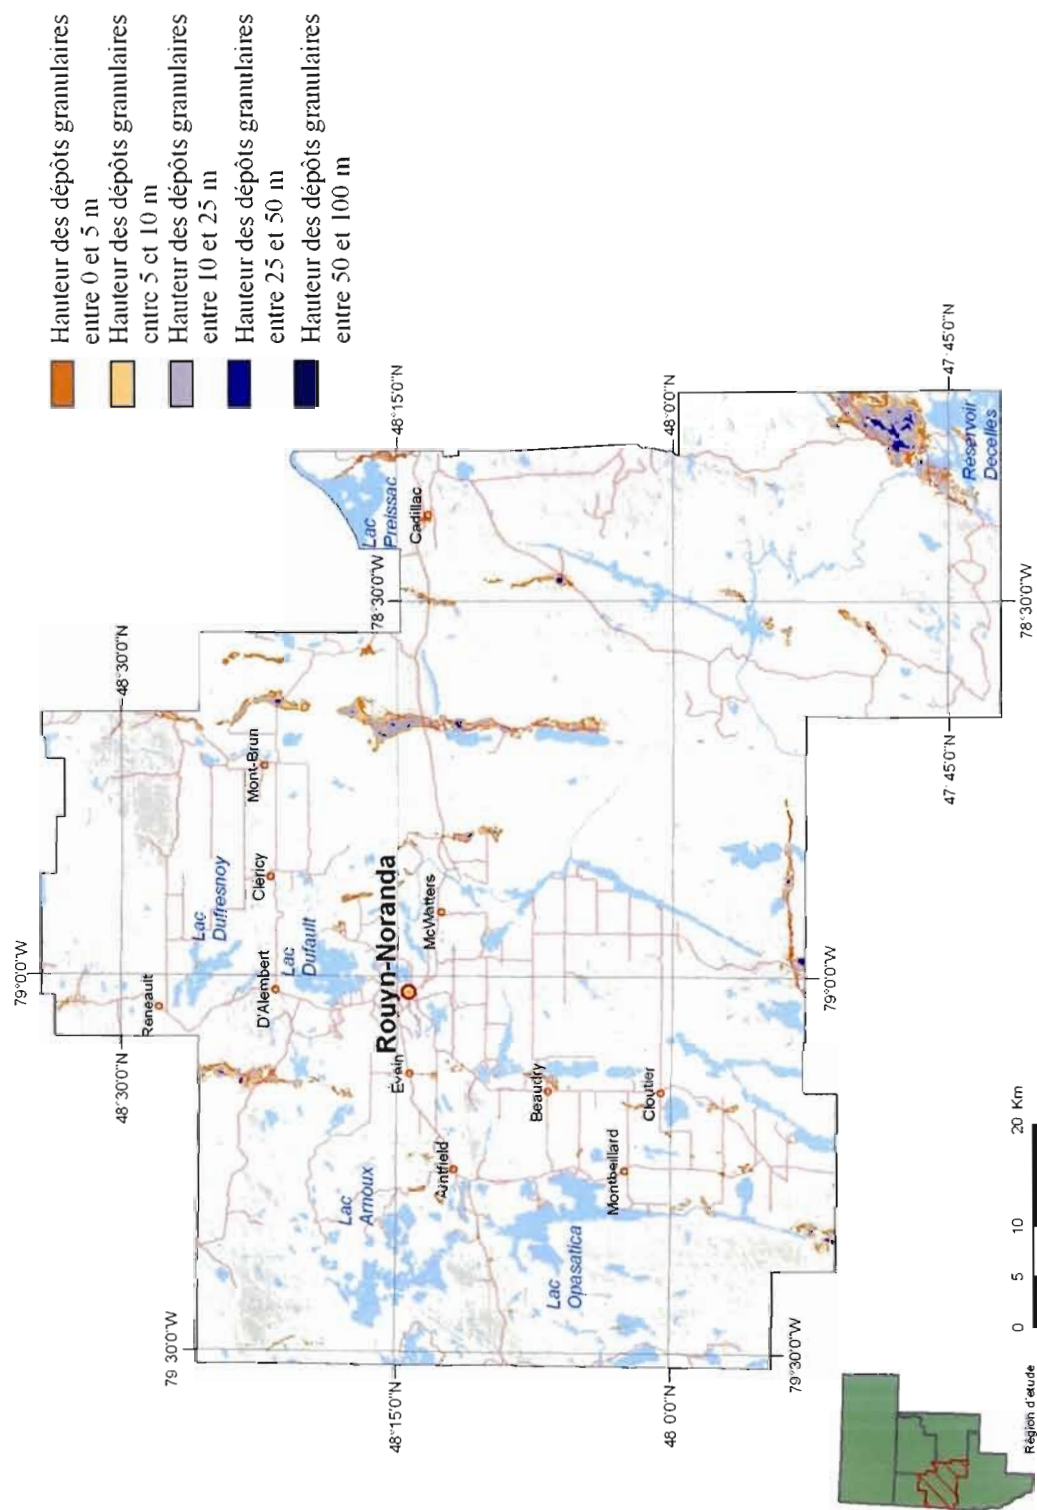 Hauteur des dépôts granulaires
entre 0 et 5 m
Hauteur des dépôts granulaires
entre 5 et 10 m
Hauteur des dépôts granulaires
entre 10 et 25 m
Hauteur des dépôts granulaires
entre 25 et 50 m
Hauteur des dépôts granulaires
entre 50 et 100 m
79°0'0"W
48°30'0"N
48°30'0"N
Reneault
Lac
Dufresnoy
Mont-Brun
Clericy
D'Alembert
Lac
Dufault
79 30'0"W
78°30'0"W
48°15'0"N
Lac
Preissac
Cadillac
Rouyn-Noranda
McWatters
Évain
Lac
Arnoux
Arntfield
48°15'0"N
Beaudry
Cloutier
Montbeillard
Lac
Opasatica
48°0'0"N
48 0'0"N
79°30'0"W
79°0'0"W
47°45'0"N
47°45'0"N
Réservoir
Decelles
78°30'0"W
0 5 10 20 Km
Région d'étude